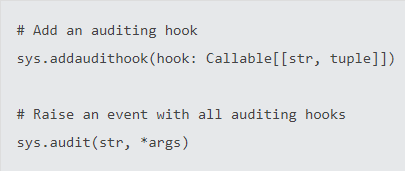 # Add an auditing hook
sys.addaudithook(hook: Callable[[str, tuple]])
# Raise an event with all auditing hooks
sys.audit(str, *args)